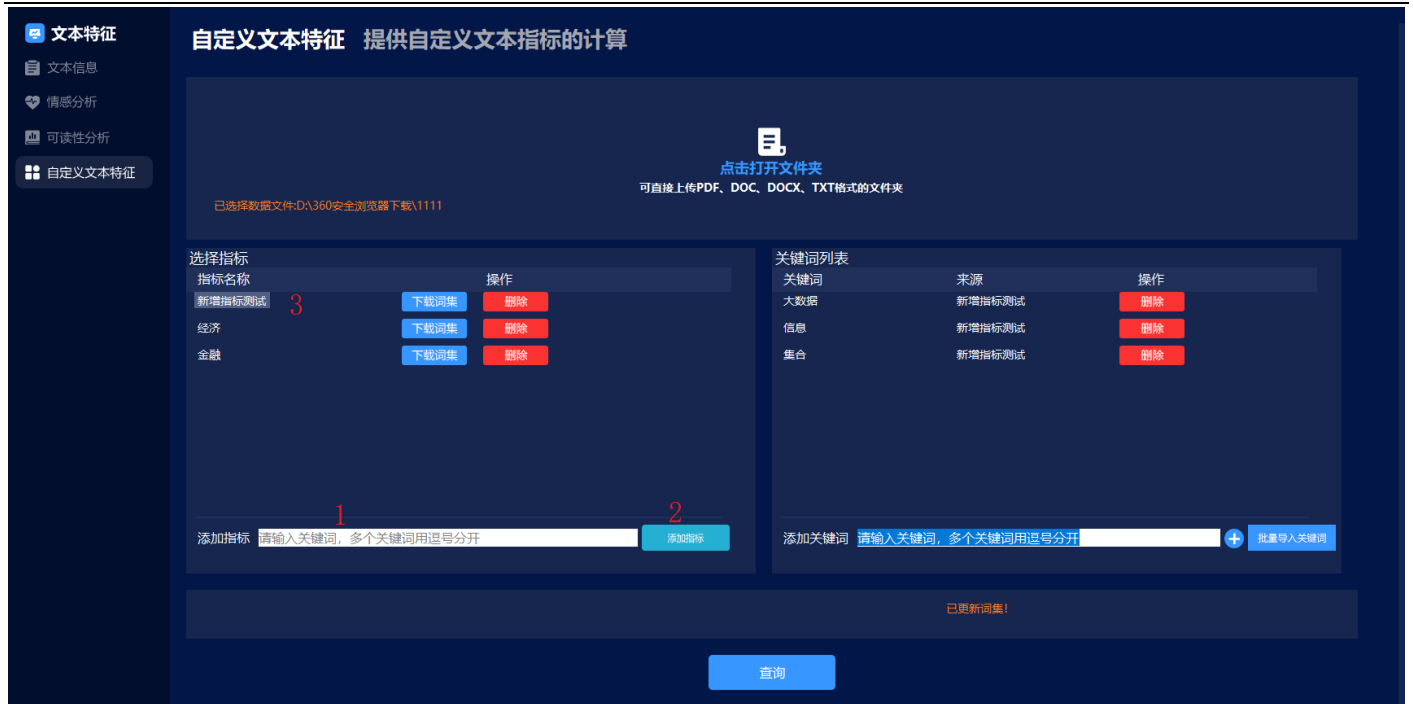 文本特征
文本信息
情感分析
可读性分析
自定义文本特征
自定义文本特征 提供自定义文本指标的计算
点击打开文件夹
可直接上传PDF、DOC、DOCX、TXT格式的文件夹
已选择数据文件:D:\360安全浏览器下载\1111
选择指标
指标名称 操作
新增指标测试 3 下载词集 删除
经济 下载词集 删除
金融 下载词集 删除
1 2
添加指标 请输入关键词，多个关键词用逗号分开 添加指标
关键词列表
关键词 来源 操作
大数据 新增指标测试 删除
信息 新增指标测试 删除
集合 新增指标测试 删除
添加关键词 请输入关键词，多个关键词用逗号分开 批量导入关键词
已更新词集!
查询